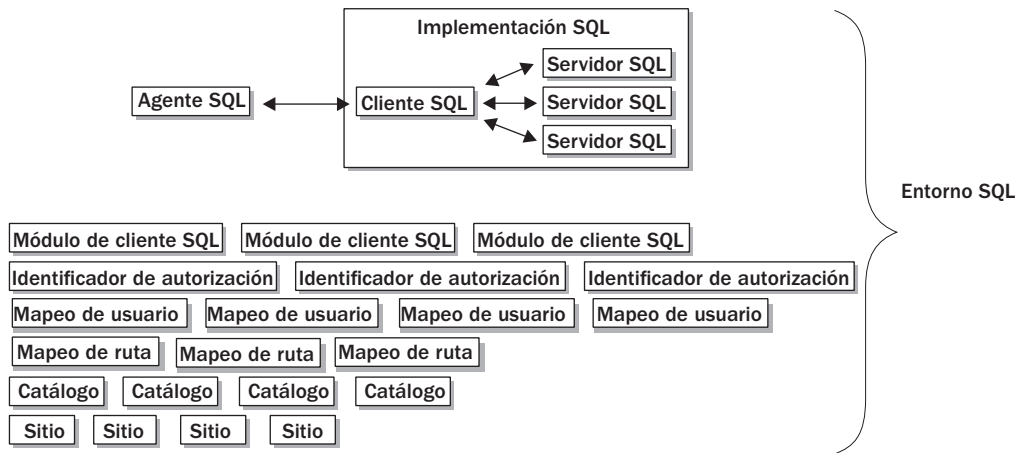 Implementación SQL
Servidor SQL
Agente SQL
Cliente SQL
Servidor SQL
Servidor SQL
Entorno SQL
Módulo de cliente SQL Módulo de cliente SQL Módulo de cliente SQL
Identificador de autorización Identificador de autorización Identificador de autorización
Mapeo de usuario Mapeo de usuario Mapeo de usuario Mapeo de usuario
Mapeo de ruta Mapeo de ruta Mapeo de ruta
Catálogo Catálogo Catálogo Catálogo
Sitio Sitio Sitio Sitio